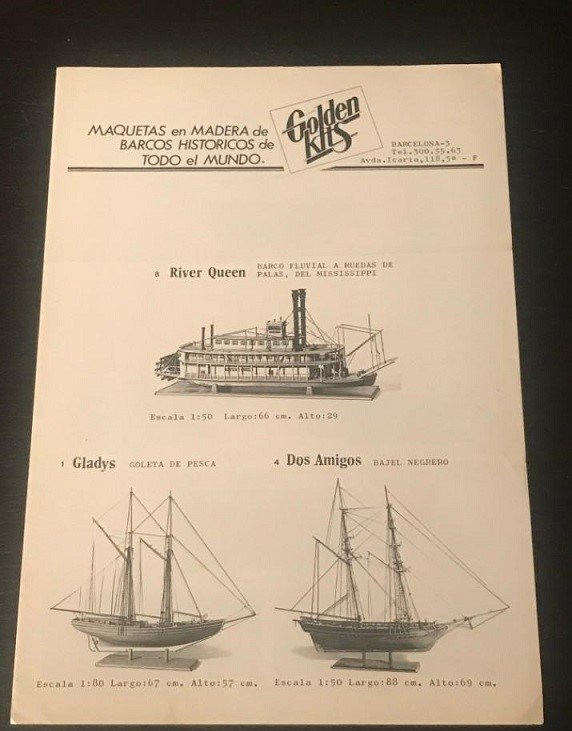 MAQUETAS en MADERA de
BARCOS HISTORICOS de
TODO el MUNDO.
Golden
Kits
BARCELONA-3
Tel.300.55.63
Avda.Icaria,118,5ª - F
8 River Queen BARCO FLUVIAL A RUEDAS DE
PALAS, DEL MISSISSIPPI
Escala 1:50 Largo:66 cm. Alto:29
1 Gladys GOLETA DE PESCA
4 Dos Amigos BAJEL NEGRERO
Escala 1:80 Largo:67 cm. Alto:57 cm.
Escala 1:50 Largo:88 cm. Alto:69 cm.